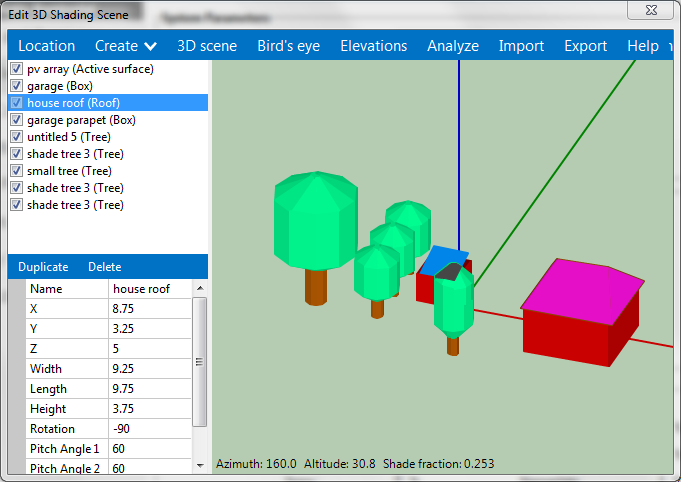 System Parameters
Edit 3D Shading Scene
Location Create 3D scene Bird's eye Elevations Analyze Import Export Help
pv array (Active surface)
garage (Box)
house roof (Roof)
garage parapet (Box)
untitled 5 (Tree)
shade tree 3 (Tree)
small tree (Tree)
shade tree 3 (Tree)
shade tree 3 (Tree)
Duplicate Delete
Name house roof
X 8.75
Y 3.25
Z 5
Width 9.25
Length 9.75
Height 3.75
Rotation -90
Pitch Angle 1 60
Pitch Angle 2 60
Azimuth: 160.0 Altitude: 30.8 Shade fraction: 0.253